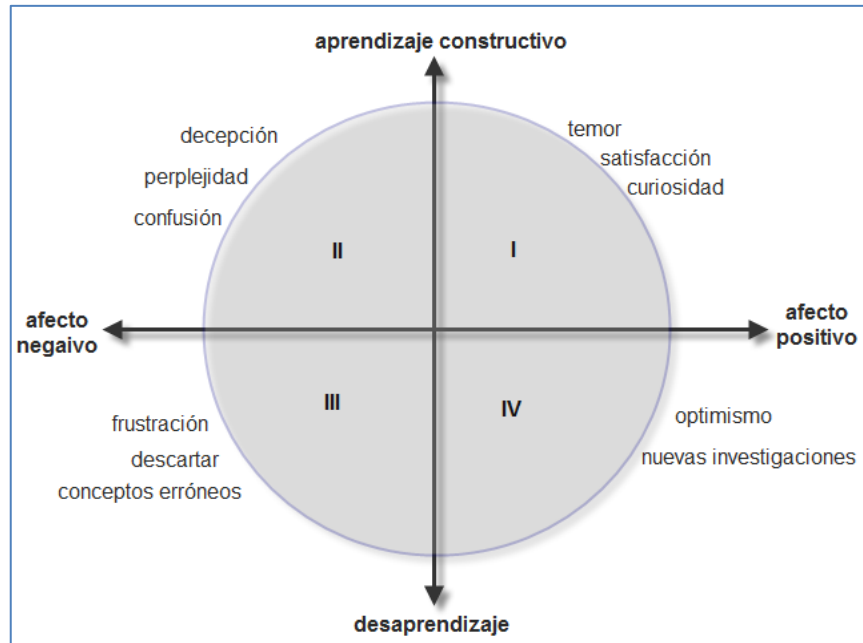 aprendizaje constructivo
decepción
perplejidad
confusión
temor
satisfacción
curiosidad
II
I
afecto
negaivo
afecto
positivo
III
IV
frustración
descartar
conceptos erróneos
optimismo
nuevas investigaciones
desaprendizaje